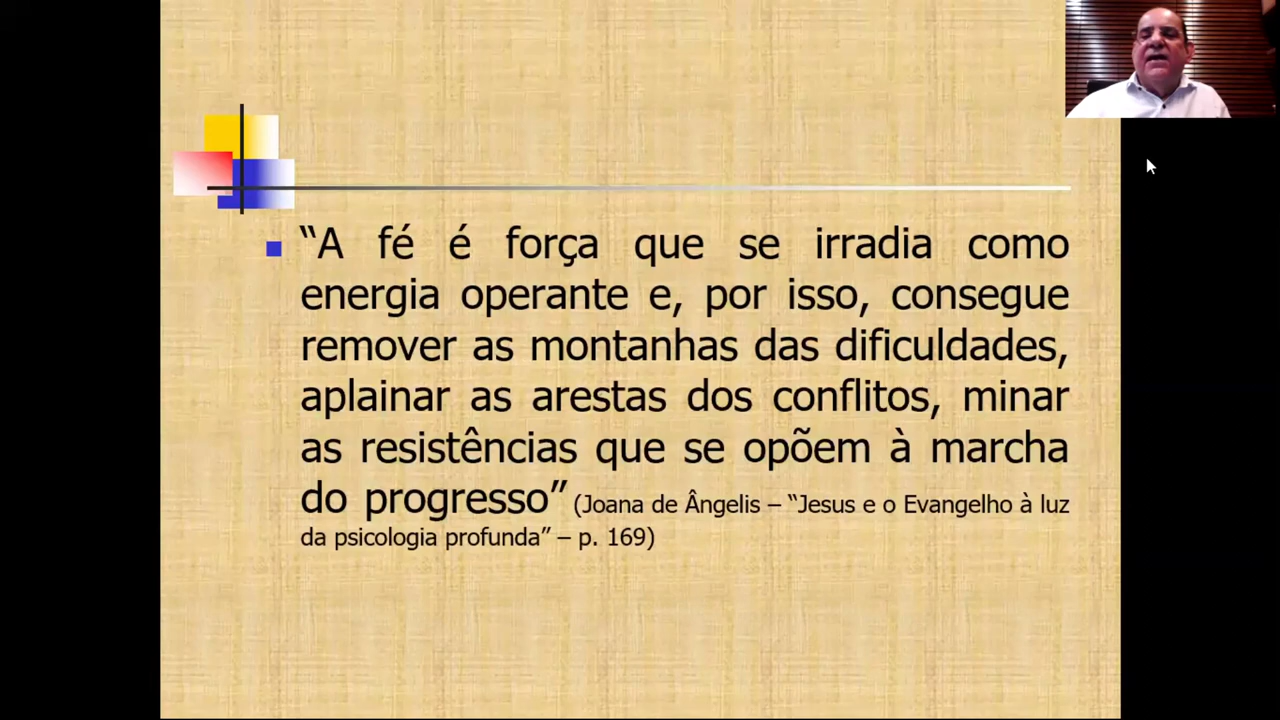 “A fé é força que se irradia como
energia operante e, por isso, consegue
remover as montanhas das dificuldades,
aplainar as arestas dos conflitos, minar
as resistências que se opõem à marcha
do progresso” (Joana de Ângelis – “Jesus e o Evangelho à luz
da psicologia profunda” – p. 169)